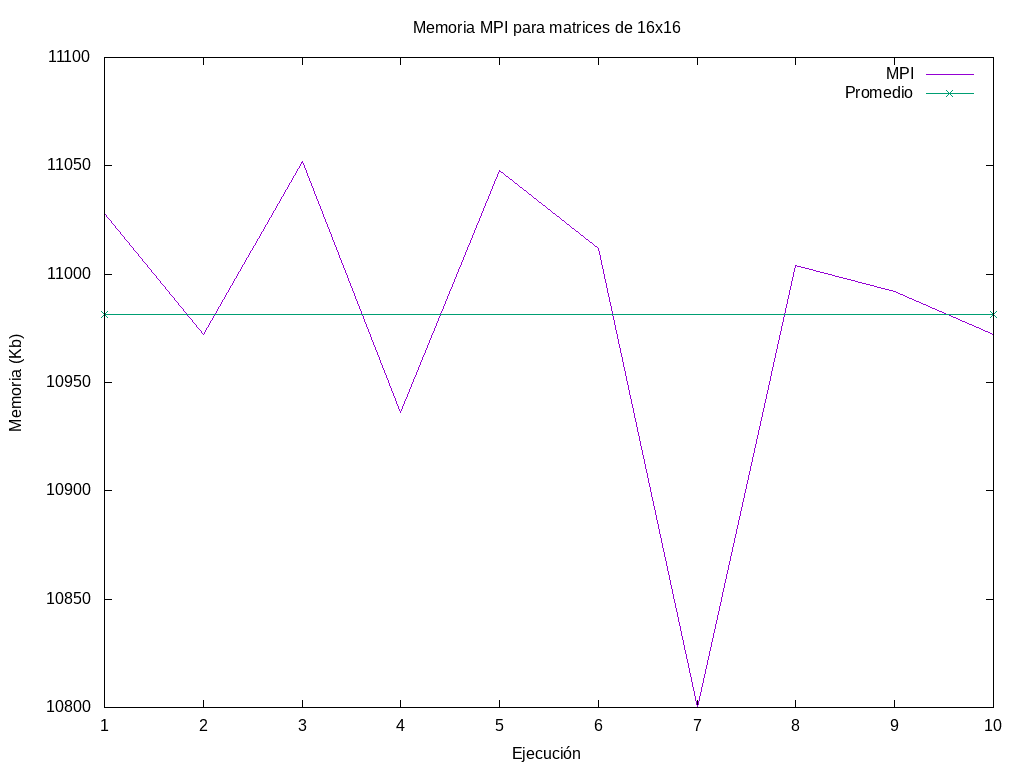 Memoria MPI para matrices de 16x16
MPI
Promedio
11100
11050
11000
10950
10900
10850
10800
Memoria (Kb)
1 2 3 4 5 6 7 8 9 10
Ejecución